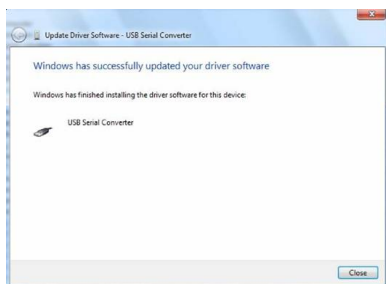 Update Driver Software - USB Serial Converter
Windows has successfully updated your driver software
Windows has finished installing the driver software for this device:
USB Serial Converter
Close